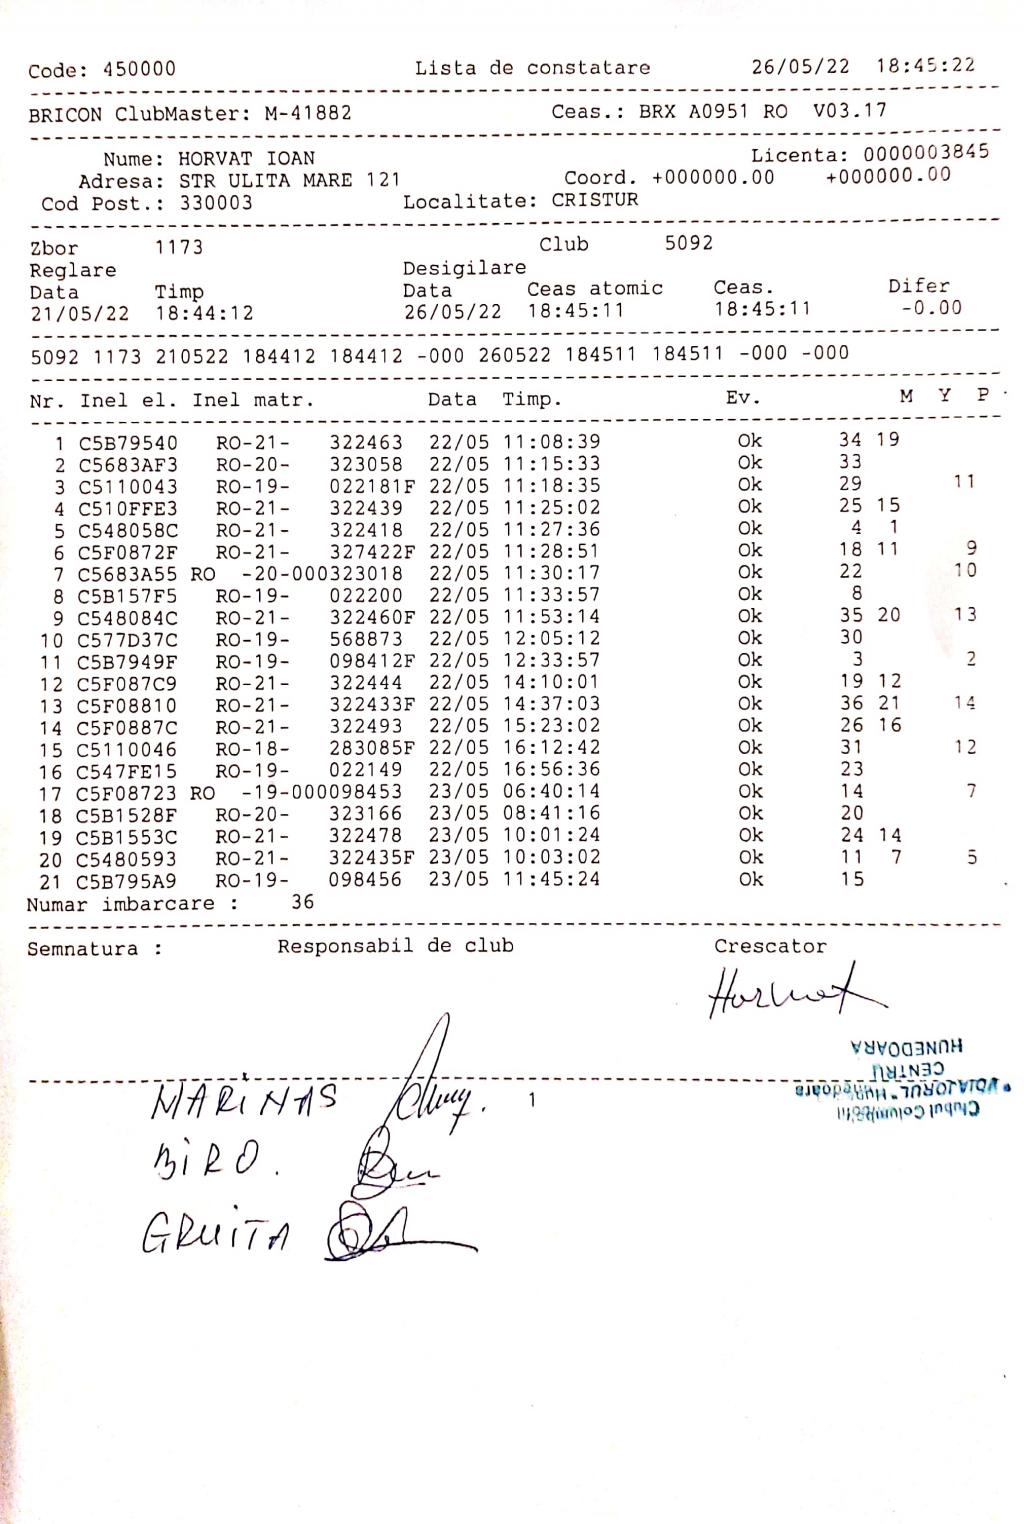 Code: 450000 Lista de constatare 26/05/22 18:45:22
BRICON ClubMaster: M-41882 Ceas.: BRX A0951 RO V03.17
Nume: HORVAT IOAN Licenta: 0000003845
Adresa: STR ULITA MARE 121 Coord. +000000.00 +000000.00
Cod Post.: 330003 Localitate: CRISTUR
Zbor 1173 Club 5092
Reglare Desigilare
Data Timp Data Ceas atomic Ceas. Difer
21/05/22 18:44:12 26/05/22 18:45:11 18:45:11 -0.00
5092 1173 210522 184412 184412 -000 260522 184511 184511 -000 -000
Nr. Inel el. Inel matr. Data Timp. Ev. M Y P
1 C5B79540 RO-21- 322463 22/05 11:08:39 Ok 34 19
2 C5683AF3 RO-20- 323058 22/05 11:15:33 Ok 33
3 C5110043 RO-19- 022181F 22/05 11:18:35 Ok 29 11
4 C510FFE3 RO-21- 322439 22/05 11:25:02 Ok 25 15
5 C548058C RO-21- 322418 22/05 11:27:36 Ok 4 1
6 C5F0872F RO-21- 327422F 22/05 11:28:51 Ok 18 11 9
7 C5683A55 RO -20-000323018 22/05 11:30:17 Ok 22 10
8 C5B157F5 RO-19- 022200 22/05 11:33:57 Ok 8
9 C548084C RO-21- 322460F 22/05 11:53:14 Ok 35 20 13
10 C577D37C RO-19- 568873 22/05 12:05:12 Ok 30
11 C5B7949F RO-19- 098412F 22/05 12:33:57 Ok 3 2
12 C5F087C9 RO-21- 322444 22/05 14:10:01 Ok 19 12
13 C5F08810 RO-21- 322433F 22/05 14:37:03 Ok 36 21 14
14 C5F0887C RO-21- 322493 22/05 15:23:02 Ok 26 16
15 C5110046 RO-18- 283085F 22/05 16:12:42 Ok 31 12
16 C547FE15 RO-19- 022149 22/05 16:56:36 Ok 23
17 C5F08723 RO -19-000098453 23/05 06:40:14 Ok 14 7
18 C5B1528F RO-20- 323166 23/05 08:41:16 Ok 20
19 C5B1553C RO-21- 322478 23/05 10:01:24 Ok 24 14
20 C5480593 RO-21- 322435F 23/05 10:03:02 Ok 11 7 5
21 C5B795A9 RO-19- 098456 23/05 11:45:24 Ok 15
Numar imbarcare : 36
Semnatura : Responsabil de club Crescator
Horvat
MARINAS
1
BIRO.
GRUITA
Clubul
VOIAJORUL" Hunedoara
CENTRU
HUNEDOARA